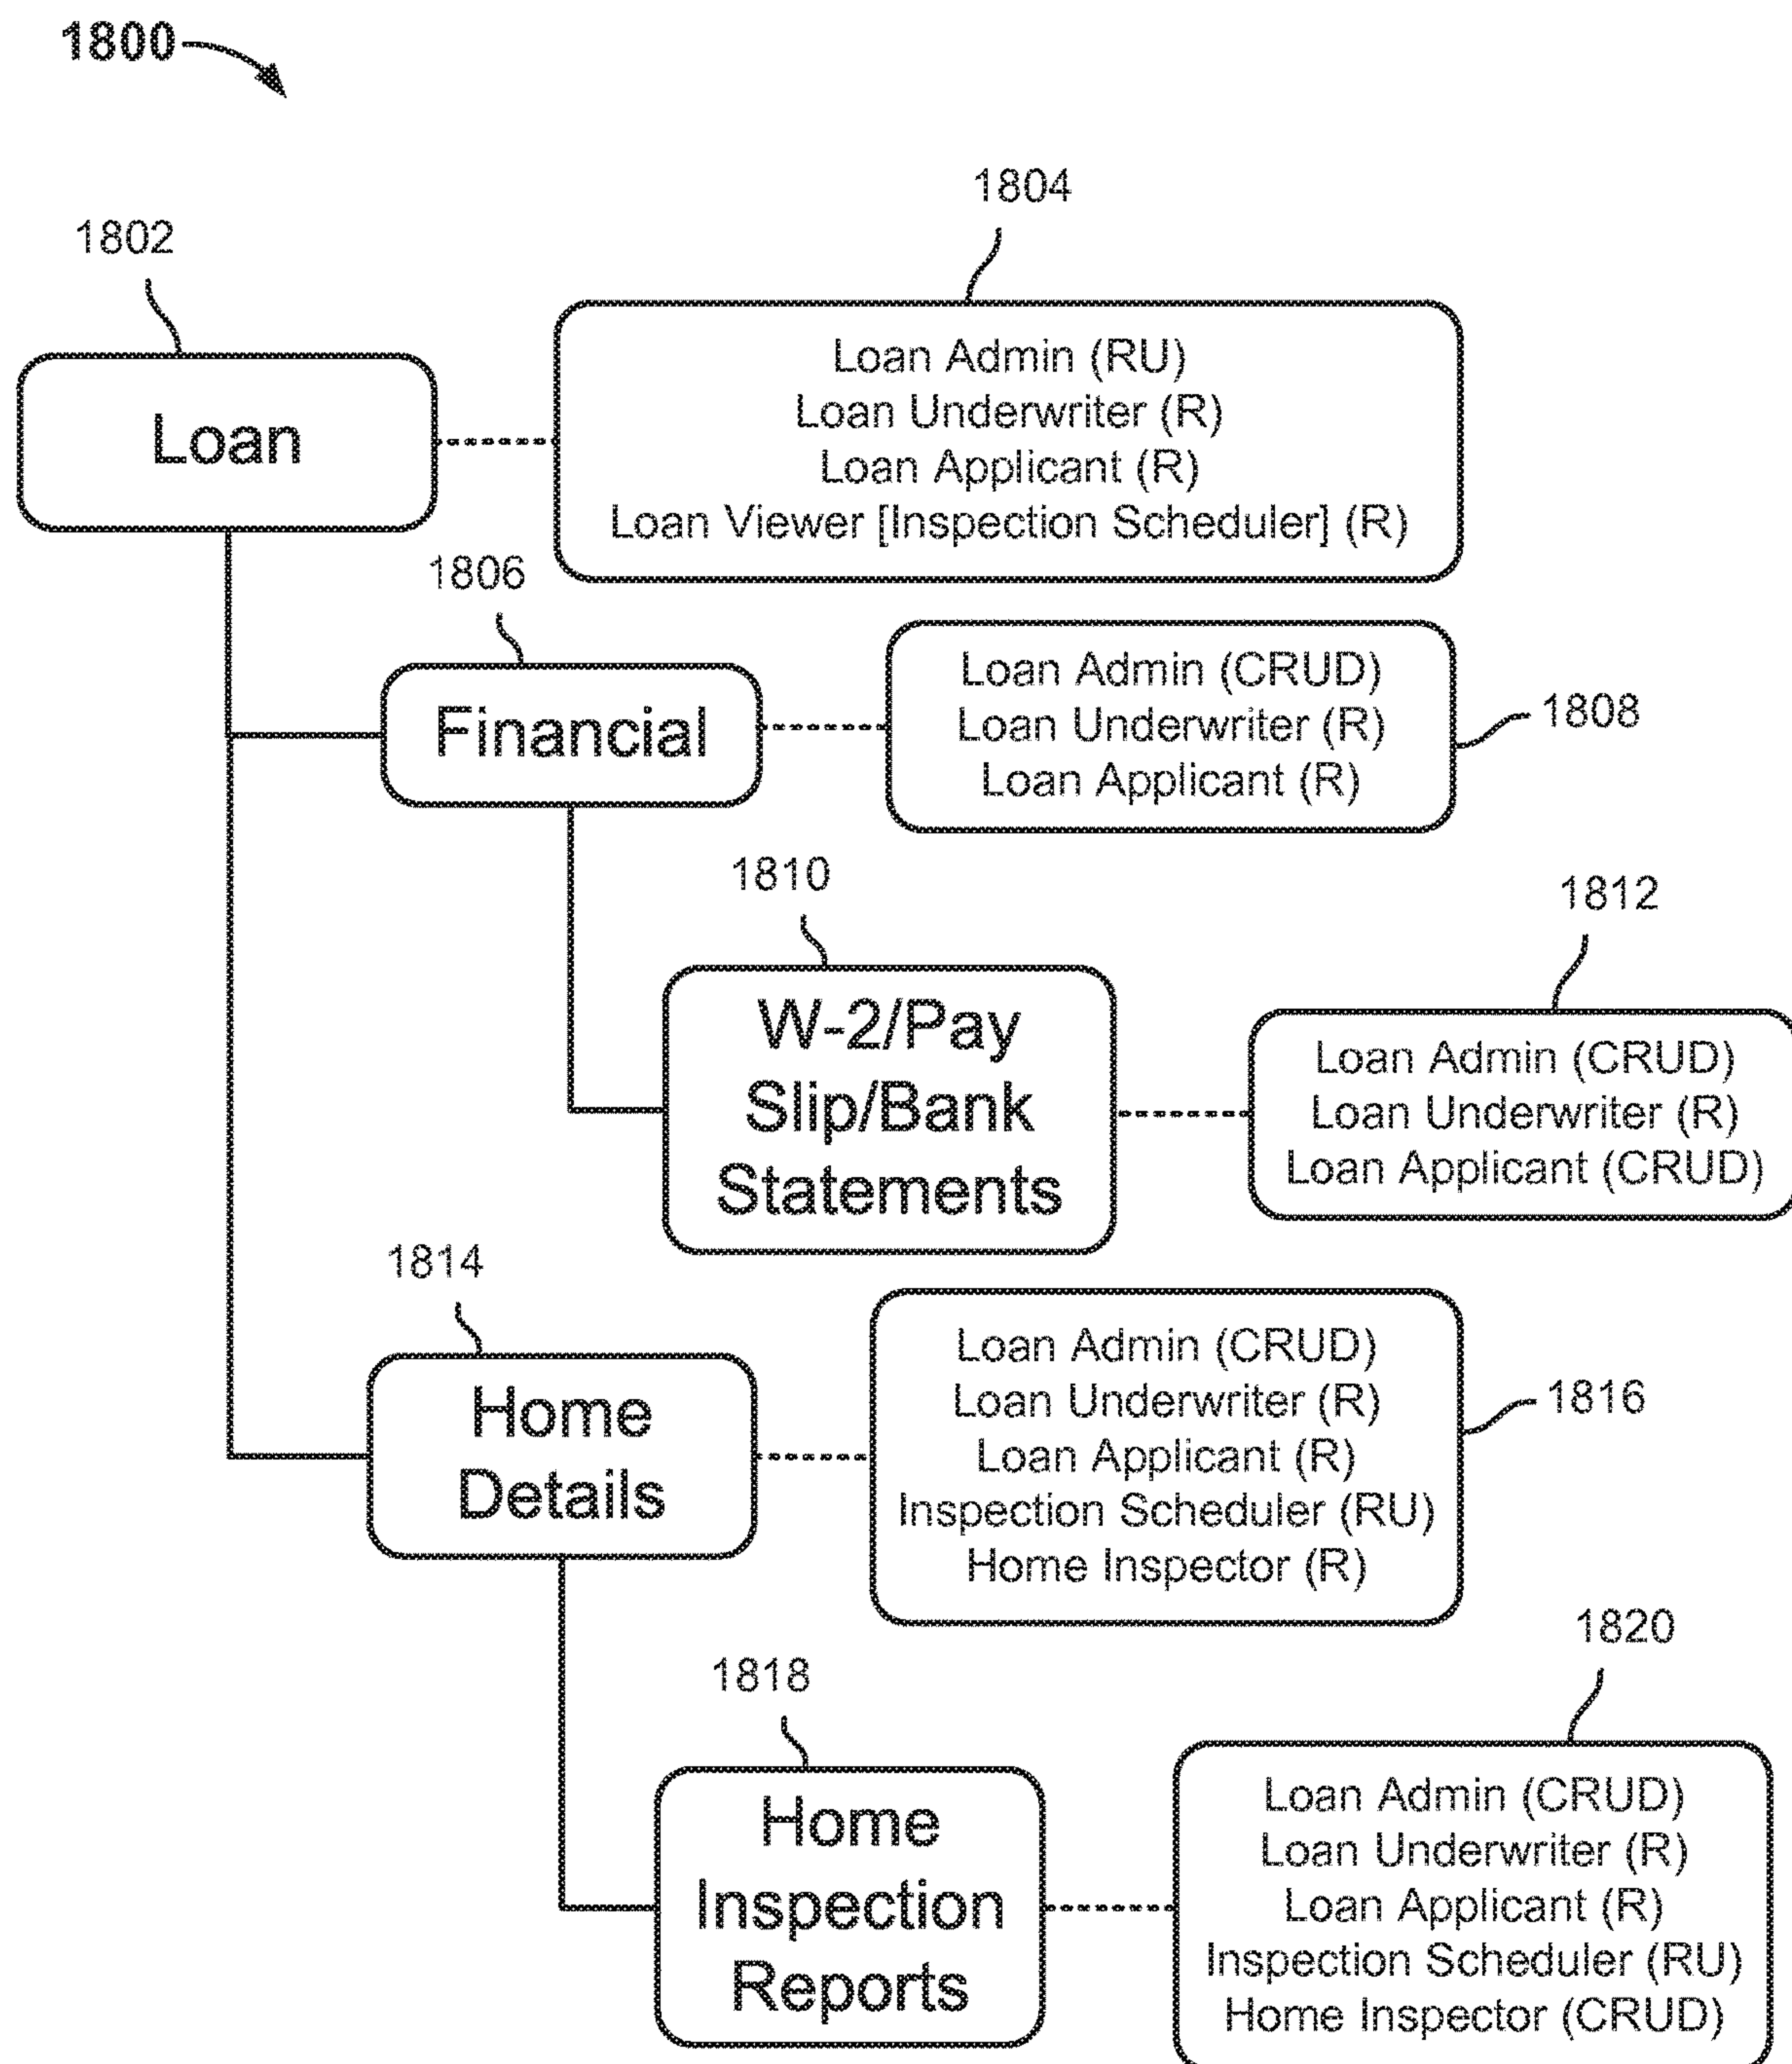 1800
1804
1802
Loan
Loan Admin (RU)
Loan Underwriter (R)
Loan Applicant (R)
Loan Viewer [Inspection Scheduler] (R)
1806
Financial
Loan Admin (CRUD)
Loan Underwriter (R)
Loan Applicant (R)
1808
1810
W-2/Pay
Slip/Bank
Statements
1812
Loan Admin (CRUD)
Loan Underwriter (R)
Loan Applicant (CRUD)
1814
Home
Details
Loan Admin (CRUD)
Loan Underwriter (R)
Loan Applicant (R)
Inspection Scheduler (RU)
Home Inspector (R)
1816
1818
Home
Inspection
Reports
1820
Loan Admin (CRUD)
Loan Underwriter (R)
Loan Applicant (R)
Inspection Scheduler (RU)
Home Inspector (CRUD)